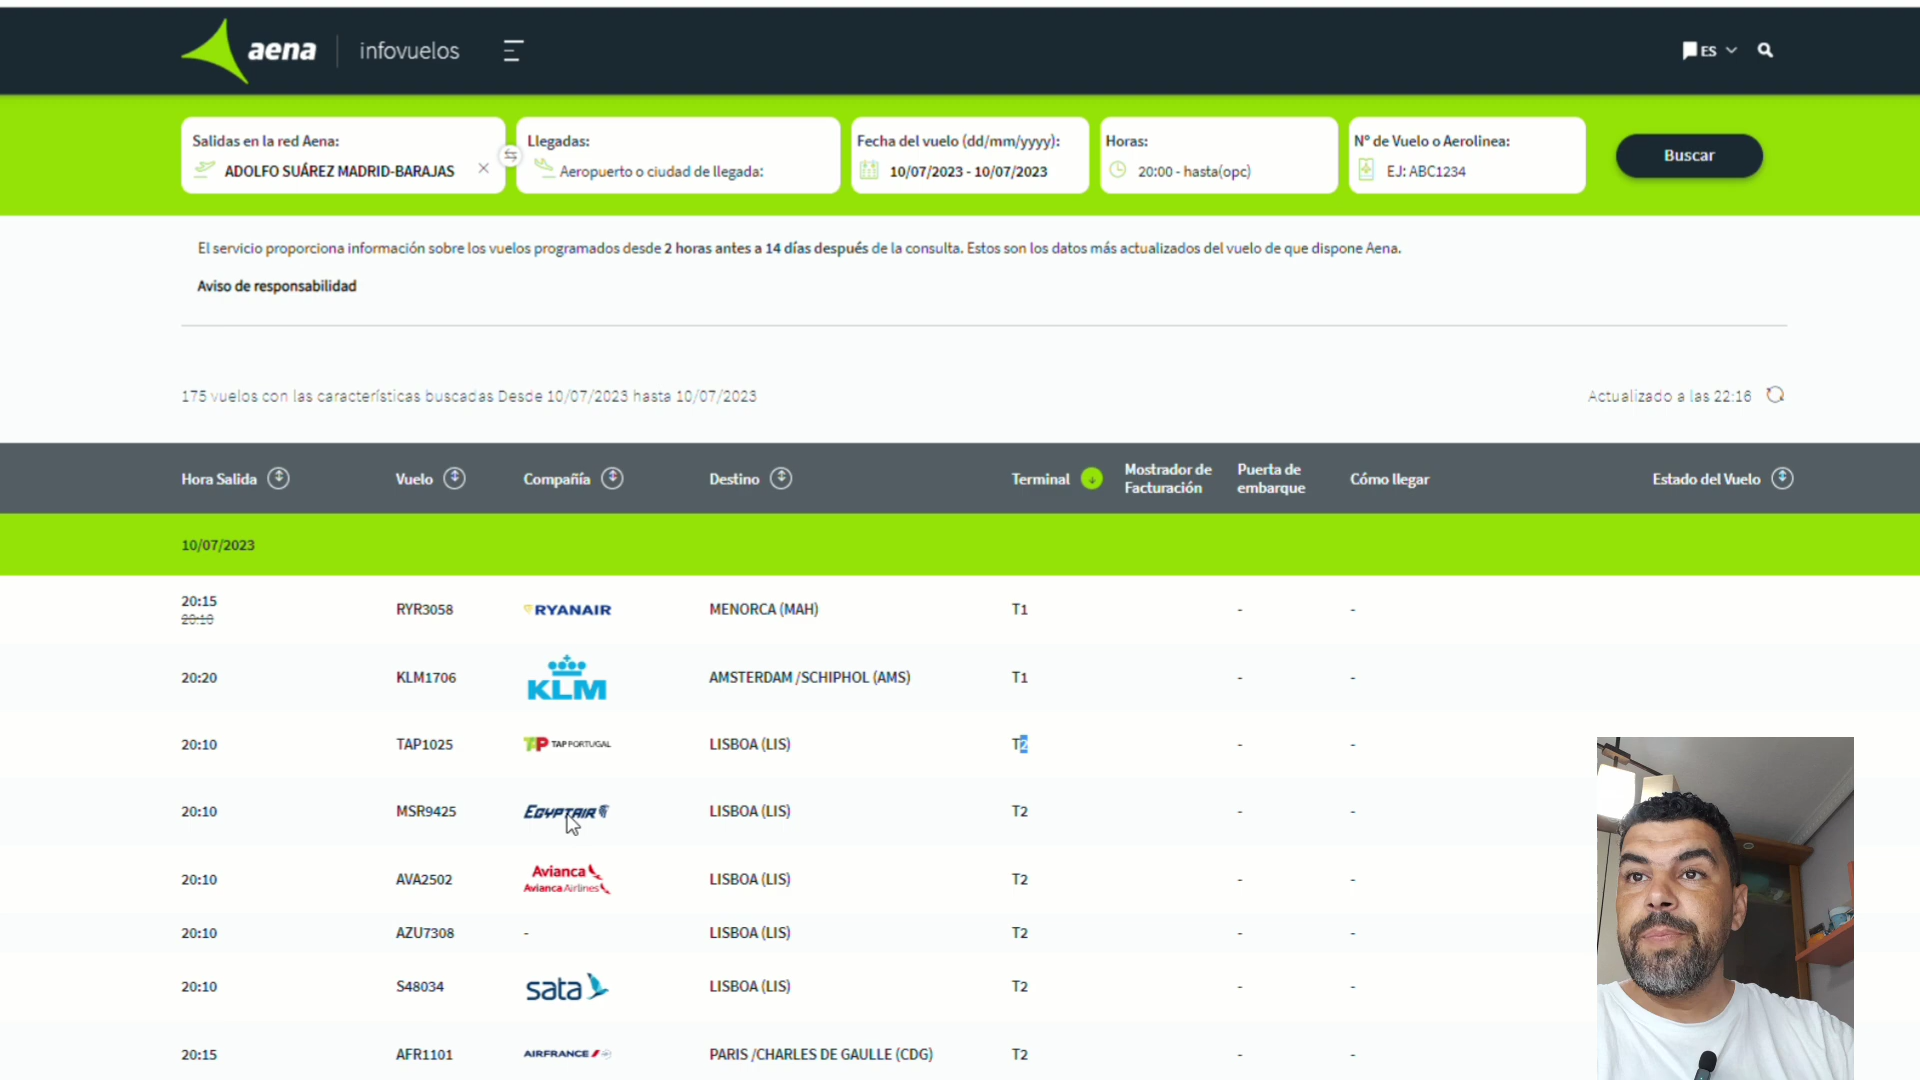 aena infovuelos ES
Salidas en la red Aena: Llegadas: Fecha del vuelo (dd/mm/yyyy): Horas: Nº de Vuelo o Aerolinea:
ADOLFO SUÁREZ MADRID-BARAJAS × Aeropuerto o ciudad de llegada: 10/07/2023 - 10/07/2023 20:00 - hasta(opc) EJ: ABC1234 Buscar
El servicio proporciona información sobre los vuelos programados desde 2 horas antes a 14 días después de la consulta. Estos son los datos más actualizados del vuelo de que dispone Aena.
Aviso de responsabilidad
175 vuelos con las características buscadas Desde 10/07/2023 hasta 10/07/2023 Actualizado a las 22:16
Hora Salida Vuelo Compañía Destino Terminal Mostrador de Facturación Puerta de embarque Cómo llegar Estado del Vuelo
10/07/2023
20:15 RYR3058 RYANAIR MENORCA (MAH) T1 - -
20:10
20:20 KLM1706 KLM AMSTERDAM /SCHIPHOL (AMS) T1 - -
20:10 TAP1025 TAP TAP PORTUGAL LISBOA (LIS) T2 - -
20:10 MSR9425 EGYPTAIR LISBOA (LIS) T2 - -
20:10 AVA2502 Avianca Avianca Airlines LISBOA (LIS) T2 - -
20:10 AZU7308 - LISBOA (LIS) T2 - -
20:10 S48034 sata LISBOA (LIS) T2 - -
20:15 AFR1101 AIRFRANCE PARIS /CHARLES DE GAULLE (CDG) T2 - -